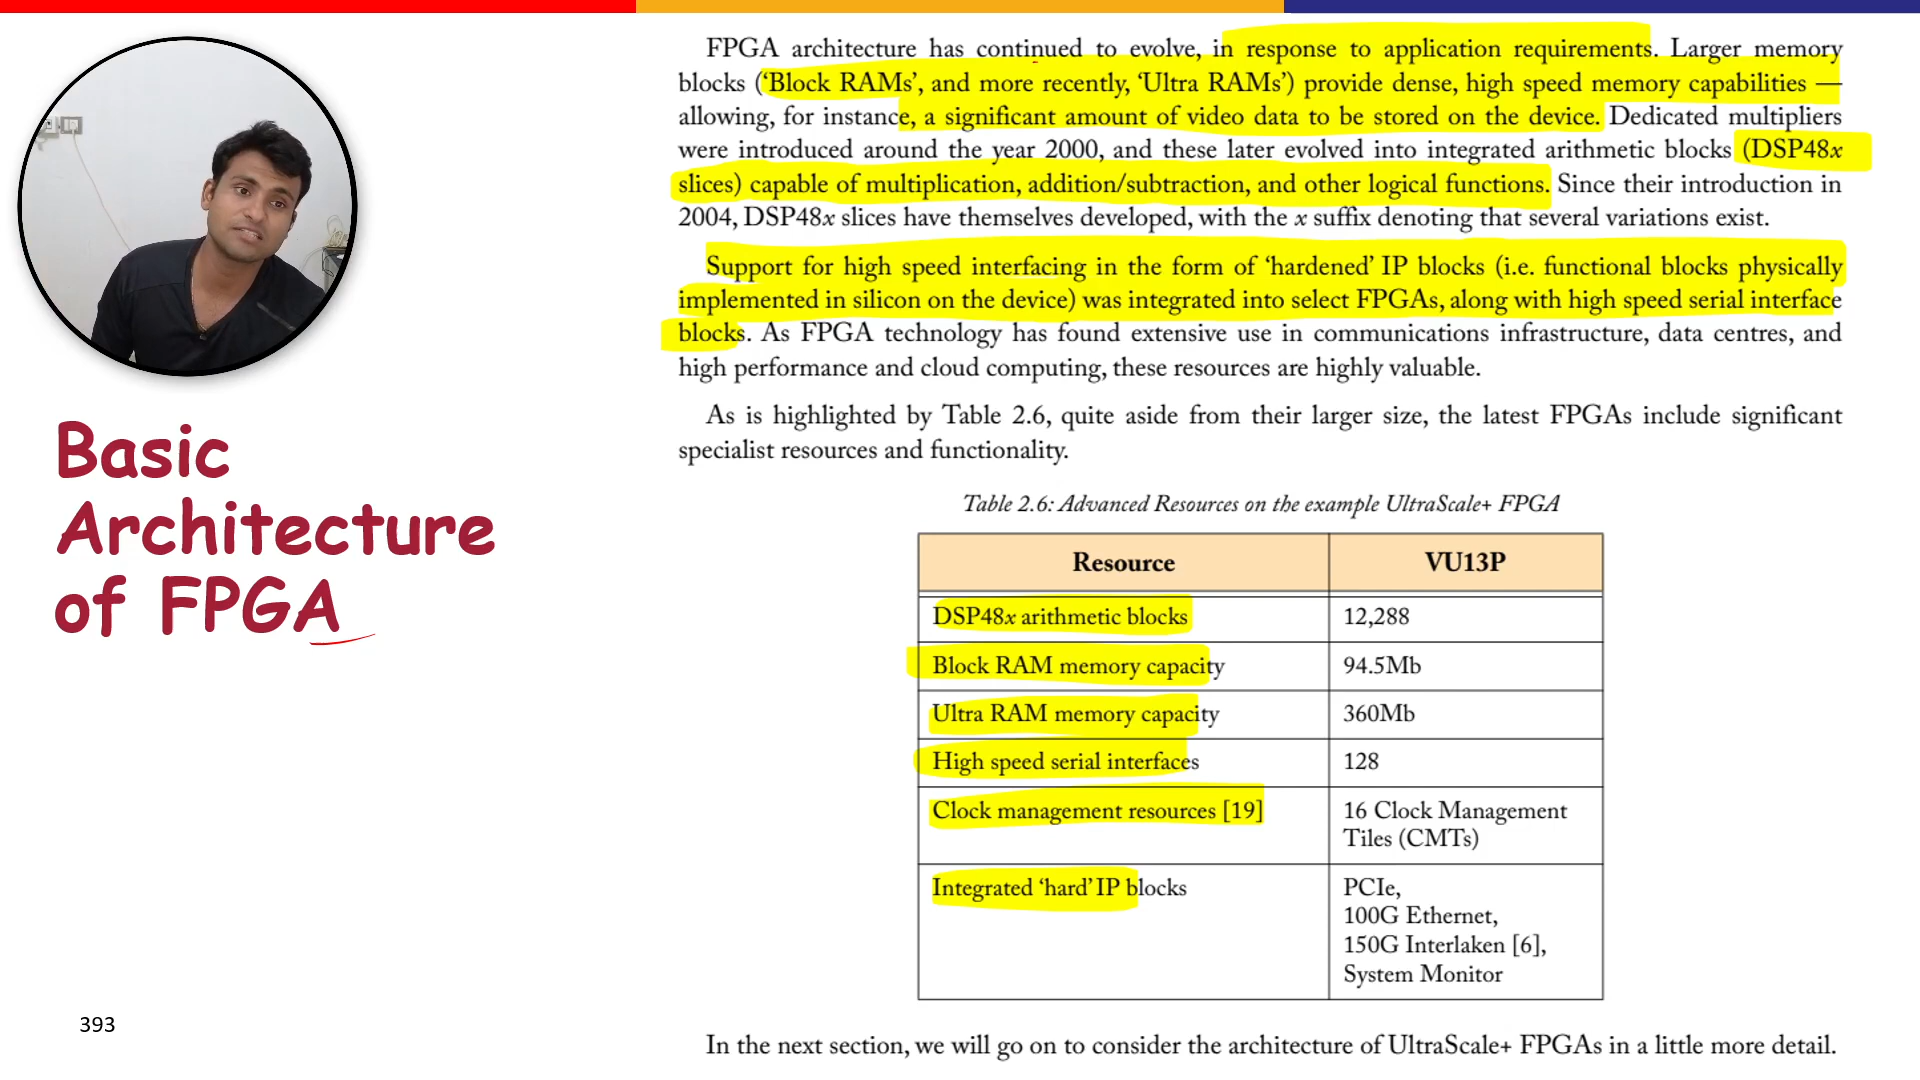 Basic
Architecture
of FPGA
FPGA architecture has continued to evolve, in response to application requirements. Larger memory
blocks (‘Block RAMs’, and more recently, ‘Ultra RAMs’) provide dense, high speed memory capabilities —
allowing, for instance, a significant amount of video data to be stored on the device. Dedicated multipliers
were introduced around the year 2000, and these later evolved into integrated arithmetic blocks (DSP48x
slices) capable of multiplication, addition/subtraction, and other logical functions. Since their introduction in
2004, DSP48x slices have themselves developed, with the x suffix denoting that several variations exist.
Support for high speed interfacing in the form of ‘hardened’ IP blocks (i.e. functional blocks physically
implemented in silicon on the device) was integrated into select FPGAs, along with high speed serial interface
blocks. As FPGA technology has found extensive use in communications infrastructure, data centres, and
high performance and cloud computing, these resources are highly valuable.
As is highlighted by Table 2.6, quite aside from their larger size, the latest FPGAs include significant
specialist resources and functionality.
Table 2.6: Advanced Resources on the example UltraScale+ FPGA
Resource VU13P
DSP48x arithmetic blocks 12,288
Block RAM memory capacity 94.5Mb
Ultra RAM memory capacity 360Mb
High speed serial interfaces 128
Clock management resources [19] 16 Clock Management
Tiles (CMTs)
Integrated ‘hard’ IP blocks PCIe,
100G Ethernet,
150G Interlaken [6],
System Monitor
In the next section, we will go on to consider the architecture of UltraScale+ FPGAs in a little more detail.
393